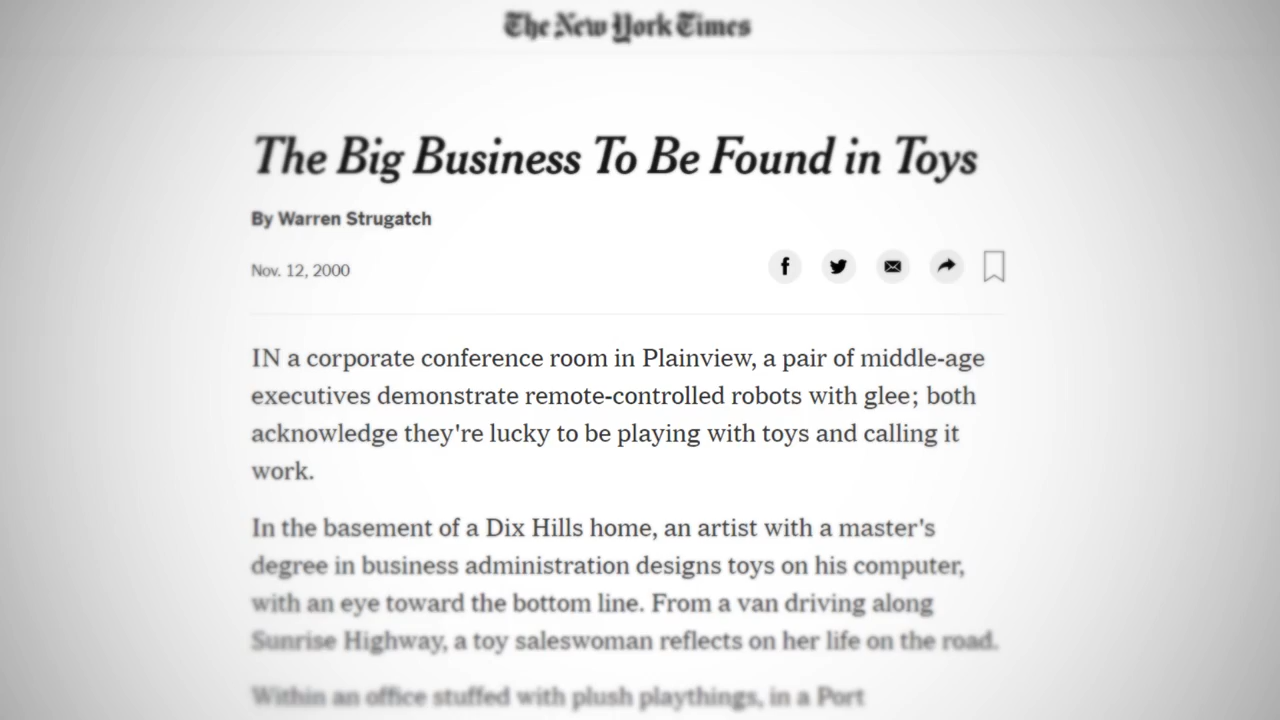 The New York Times
The Big Business To Be Found in Toys
By Warren Strugatch
Nov. 12, 2000
IN a corporate conference room in Plainview, a pair of middle-age
executives demonstrate remote-controlled robots with glee; both
acknowledge they're lucky to be playing with toys and calling it
work.
In the basement of a Dix Hills home, an artist with a master's
degree in business administration designs toys on his computer,
with an eye toward the bottom line. From a van driving along
Sunrise Highway, a toy saleswoman reflects on her life on the road.
Within an office stuffed with plush playthings, in a Port